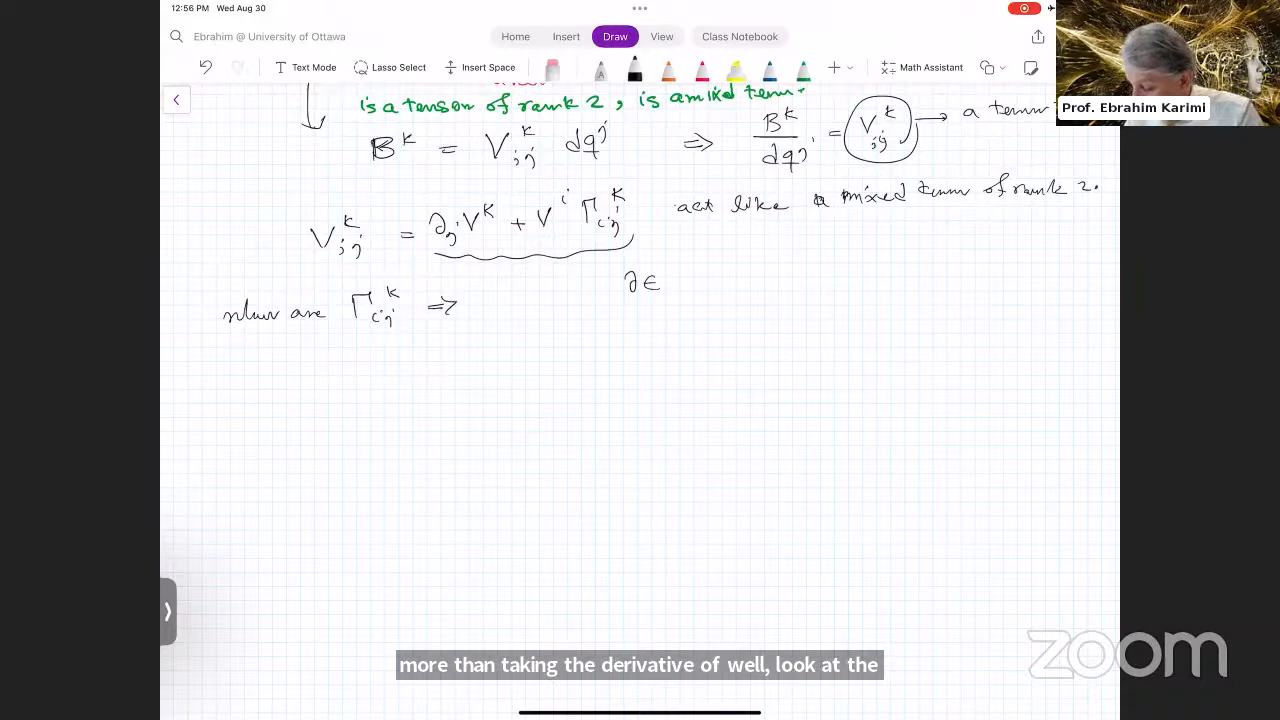 12:56 PM Wed Aug 30
Ebrahim @ University of Ottawa
Home Insert Draw View Class Notebook
Text Mode Lasso Select Insert Space Math Assistant
Prof. Ebrahim Karimi
is a tensor of rank 2, is a mixed tensor
B^k = V^k_{;j} dq^j ⇒ B^k / dq^j = V^k_{;j} → a tensor
V^k_{;j} = ∂_j V^k + V^i Γ^k_{ij} act like a mixed tensor of rank 2.
∂ ϵ
are Γ^k_{ij} ⇒
more than taking the derivative of well, look at the
zoom